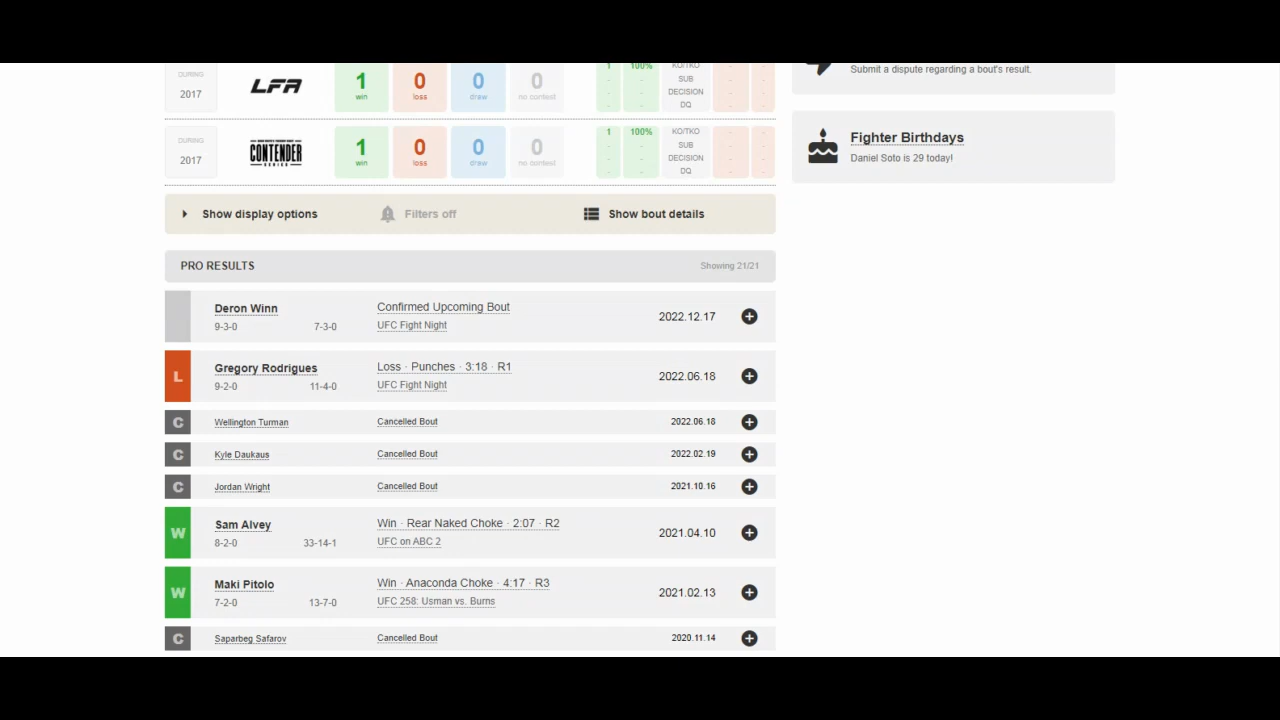 DURING
2017
LFA
1
win
0
loss
0
draw
0
no contest
1
-
-
-
100%
-
-
-
KO/TKO
SUB
DECISION
DQ
-
-
-
-
-
-
-
-
Submit a dispute regarding a bout's result.
DURING
2017
CONTENDER
SERIES
1
win
0
loss
0
draw
0
no contest
1
-
-
-
100%
-
-
-
KO/TKO
SUB
DECISION
DQ
-
-
-
-
-
-
-
-
Fighter Birthdays
Daniel Soto is 29 today!
Show display options
Filters off
Show bout details
PRO RESULTS
Showing 21/21
Deron Winn
9-3-0 7-3-0
Confirmed Upcoming Bout
UFC Fight Night
2022.12.17
L
Gregory Rodrigues
9-2-0 11-4-0
Loss · Punches · 3:18 · R1
UFC Fight Night
2022.06.18
C Wellington Turman Cancelled Bout 2022.06.18
C Kyle Daukaus Cancelled Bout 2022.02.19
C Jordan Wright Cancelled Bout 2021.10.16
W
Sam Alvey
8-2-0 33-14-1
Win · Rear Naked Choke · 2:07 · R2
UFC on ABC 2
2021.04.10
W
Maki Pitolo
7-2-0 13-7-0
Win · Anaconda Choke · 4:17 · R3
UFC 258: Usman vs. Burns
2021.02.13
C Saparbeg Safarov Cancelled Bout 2020.11.14